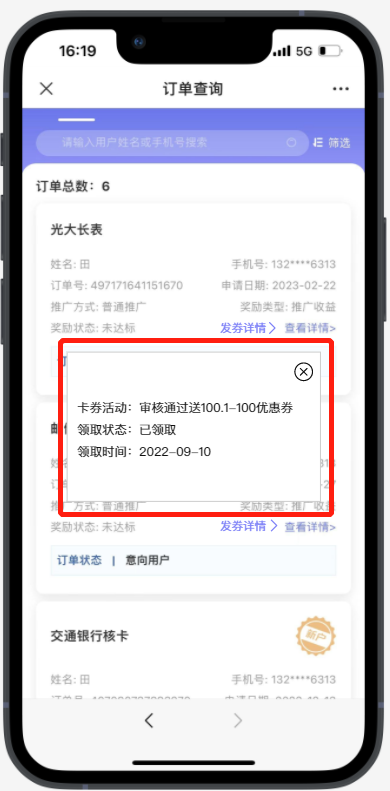 16:19
5G
订单查询
请输入用户姓名或手机号搜索
筛选
订单总数：6
光大长表
姓名: 田
手机号: 132****6313
订单号: 497171641151670
申请日期: 2023-02-22
推广方式: 普通推广
奖励类型: 推广收益
奖励状态: 未达标
发券详情>
查看详情>
卡券活动：审核通过送100.1-100优惠券
领取状态：已领取
领取时间：2022-09-10
推广方式: 普通推广
奖励类型: 推广收益
奖励状态: 未达标
发券详情>
查看详情>
订单状态 | 意向用户
交通银行核卡
新户
姓名: 田
手机号: 132****6313